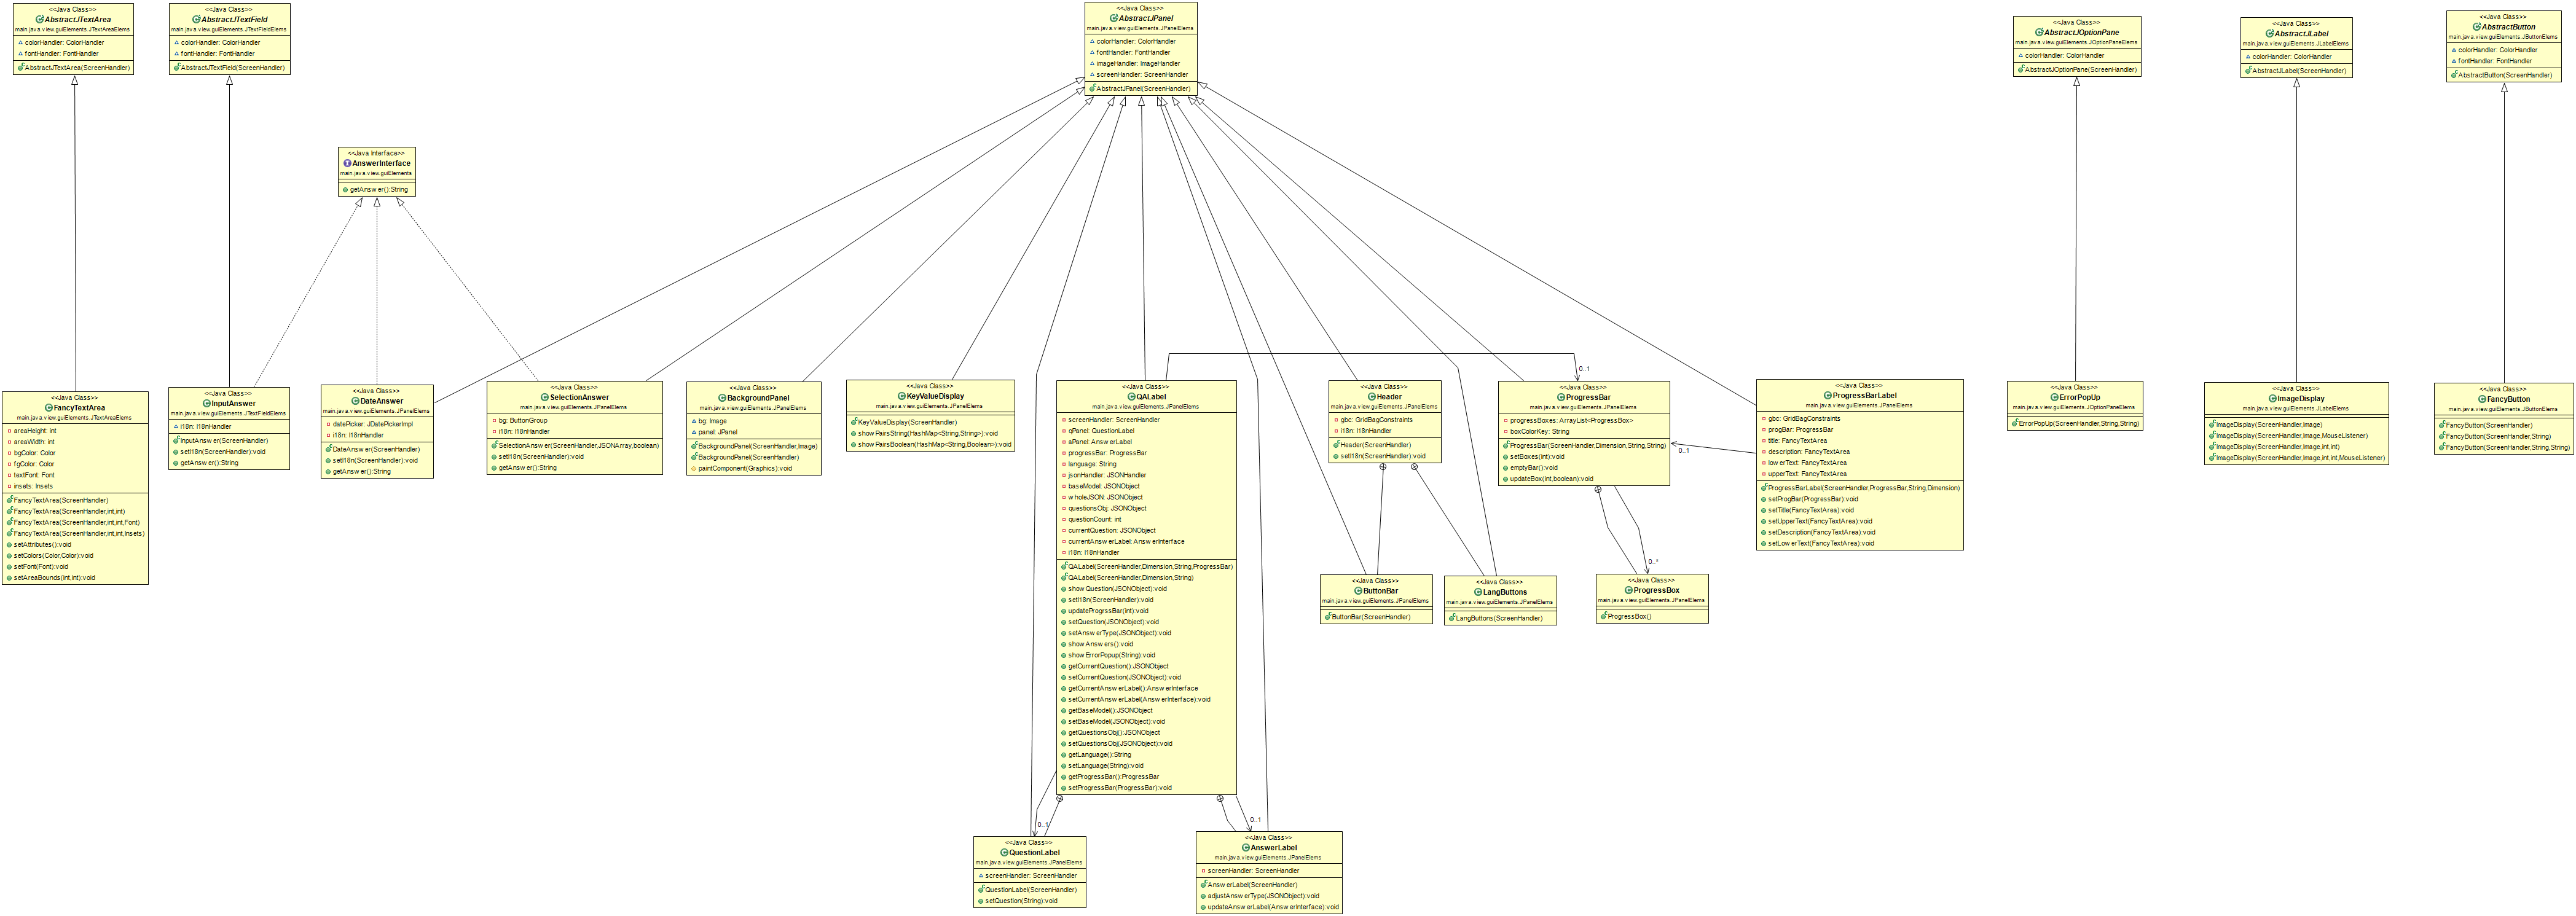 <<Java Class>>
AbstractJTextArea
main.java.view.guiElements.JTextAreaElems
colorHandler: ColorHandler
fontHandler: FontHandler
AbstractJTextArea(ScreenHandler)
<<Java Class>>
AbstractJTextField
main.java.view.guiElements.JTextFieldElems
colorHandler: ColorHandler
fontHandler: FontHandler
AbstractJTextField(ScreenHandler)
<<Java Class>>
AbstractJPanel
main.java.view.guiElements.JPanelElems
colorHandler: ColorHandler
fontHandler: FontHandler
imageHandler: ImageHandler
screenHandler: ScreenHandler
AbstractJPanel(ScreenHandler)
<<Java Class>>
AbstractJOptionPane
main.java.view.guiElements.JOptionPaneElems
colorHandler: ColorHandler
AbstractJOptionPane(ScreenHandler)
<<Java Class>>
AbstractJLabel
main.java.view.guiElements.JLabelElems
colorHandler: ColorHandler
AbstractJLabel(ScreenHandler)
<<Java Class>>
AbstractButton
main.java.view.guiElements.JButtonElems
colorHandler: ColorHandler
fontHandler: FontHandler
AbstractButton(ScreenHandler)
<<Java Interface>>
AnswerInterface
main.java.view.guiElements
getAnswer():String
<<Java Class>>
FancyTextArea
main.java.view.guiElements.JTextAreaElems
areaHeight: int
areaWidth: int
bgColor: Color
fgColor: Color
textFont: Font
insets: Insets
FancyTextArea(ScreenHandler)
FancyTextArea(ScreenHandler,int,int)
FancyTextArea(ScreenHandler,int,int,Font)
FancyTextArea(ScreenHandler,int,int,Insets)
setAttributes():void
setColors(Color,Color):void
setFont(Font):void
setAreaBounds(int,int):void
<<Java Class>>
InputAnswer
main.java.view.guiElements.JTextFieldElems
i18n: I18nHandler
InputAnswer(ScreenHandler)
setI18n(ScreenHandler):void
getAnswer():String
<<Java Class>>
DateAnswer
main.java.view.guiElements.JPanelElems
datePicker: JDatePickerImpl
i18n: I18nHandler
DateAnswer(ScreenHandler)
setI18n(ScreenHandler):void
getAnswer():String
<<Java Class>>
SelectionAnswer
main.java.view.guiElements.JPanelElems
bg: ButtonGroup
i18n: I18nHandler
SelectionAnswer(ScreenHandler,JSONArray,boolean)
setI18n(ScreenHandler):void
getAnswer():String
<<Java Class>>
BackgroundPanel
main.java.view.guiElements.JPanelElems
bg: Image
panel: JPanel
BackgroundPanel(ScreenHandler,Image)
BackgroundPanel(ScreenHandler)
paintComponent(Graphics):void
<<Java Class>>
KeyValueDisplay
main.java.view.guiElements.JPanelElems
KeyValueDisplay(ScreenHandler)
showPairsString(HashMap<String,String>):void
showPairsBoolean(HashMap<String,Boolean>):void
<<Java Class>>
QALabel
main.java.view.guiElements.JPanelElems
screenHandler: ScreenHandler
qPanel: QuestionLabel
aPanel: AnswerLabel
progressBar: ProgressBar
language: String
jsonHandler: JSONHandler
baseModel: JSONObject
wholeJSON: JSONObject
questionsObj: JSONObject
questionCount: int
currentQuestion: JSONObject
currentAnswerLabel: AnswerInterface
i18n: I18nHandler
QALabel(ScreenHandler,Dimension,String,ProgressBar)
QALabel(ScreenHandler,Dimension,String)
showQuestion(JSONObject):void
setI18n(ScreenHandler):void
updateProgrssBar(int):void
setQuestion(JSONObject):void
setAnswerType(JSONObject):void
showAnswers():void
showErrorPopup(String):void
getCurrentQuestion():JSONObject
setCurrentQuestion(JSONObject):void
getCurrentAnswerLabel():AnswerInterface
setCurrentAnswerLabel(AnswerInterface):void
getBaseModel():JSONObject
setBaseModel(JSONObject):void
getQuestionsObj():JSONObject
setQuestionsObj(JSONObject):void
getLanguage():String
setLanguage(String):void
getProgressBar():ProgressBar
setProgressBar(ProgressBar):void
<<Java Class>>
Header
main.java.view.guiElements.JPanelElems
gbc: GridBagConstraints
i18n: I18nHandler
Header(ScreenHandler)
setI18n(ScreenHandler):void
0..1
<<Java Class>>
ProgressBar
main.java.view.guiElements.JPanelElems
progressBoxes: ArrayList<ProgressBox>
boxColorKey: String
ProgressBar(ScreenHandler,Dimension,String,String)
setBoxes(int):void
emptyBar():void
updateBox(int,boolean):void
0..1
<<Java Class>>
ProgressBarLabel
main.java.view.guiElements.JPanelElems
gbc: GridBagConstraints
progBar: ProgressBar
title: FancyTextArea
description: FancyTextArea
lowerText: FancyTextArea
upperText: FancyTextArea
ProgressBarLabel(ScreenHandler,ProgressBar,String,Dimension)
setProgBar(ProgressBar):void
setTitle(FancyTextArea):void
setUpperText(FancyTextArea):void
setDescription(FancyTextArea):void
setLowerText(FancyTextArea):void
<<Java Class>>
ErrorPopUp
main.java.view.guiElements.JOptionPaneElems
ErrorPopUp(ScreenHandler,String,String)
<<Java Class>>
ImageDisplay
main.java.view.guiElements.JLabelElems
ImageDisplay(ScreenHandler,Image)
ImageDisplay(ScreenHandler,Image,MouseListener)
ImageDisplay(ScreenHandler,Image,int,int)
ImageDisplay(ScreenHandler,Image,int,int,MouseListener)
<<Java Class>>
FancyButton
main.java.view.guiElements.JButtonElems
FancyButton(ScreenHandler)
FancyButton(ScreenHandler,String)
FancyButton(ScreenHandler,String,String)
<<Java Class>>
ButtonBar
main.java.view.guiElements.JPanelElems
ButtonBar(ScreenHandler)
<<Java Class>>
LangButtons
main.java.view.guiElements.JPanelElems
LangButtons(ScreenHandler)
0..*
<<Java Class>>
ProgressBox
main.java.view.guiElements.JPanelElems
ProgressBox()
0..1
<<Java Class>>
QuestionLabel
main.java.view.guiElements.JPanelElems
screenHandler: ScreenHandler
QuestionLabel(ScreenHandler)
setQuestion(String):void
0..1
<<Java Class>>
AnswerLabel
main.java.view.guiElements.JPanelElems
screenHandler: ScreenHandler
AnswerLabel(ScreenHandler)
adjustAnswerType(JSONObject):void
updateAnswerLabel(AnswerInterface):void